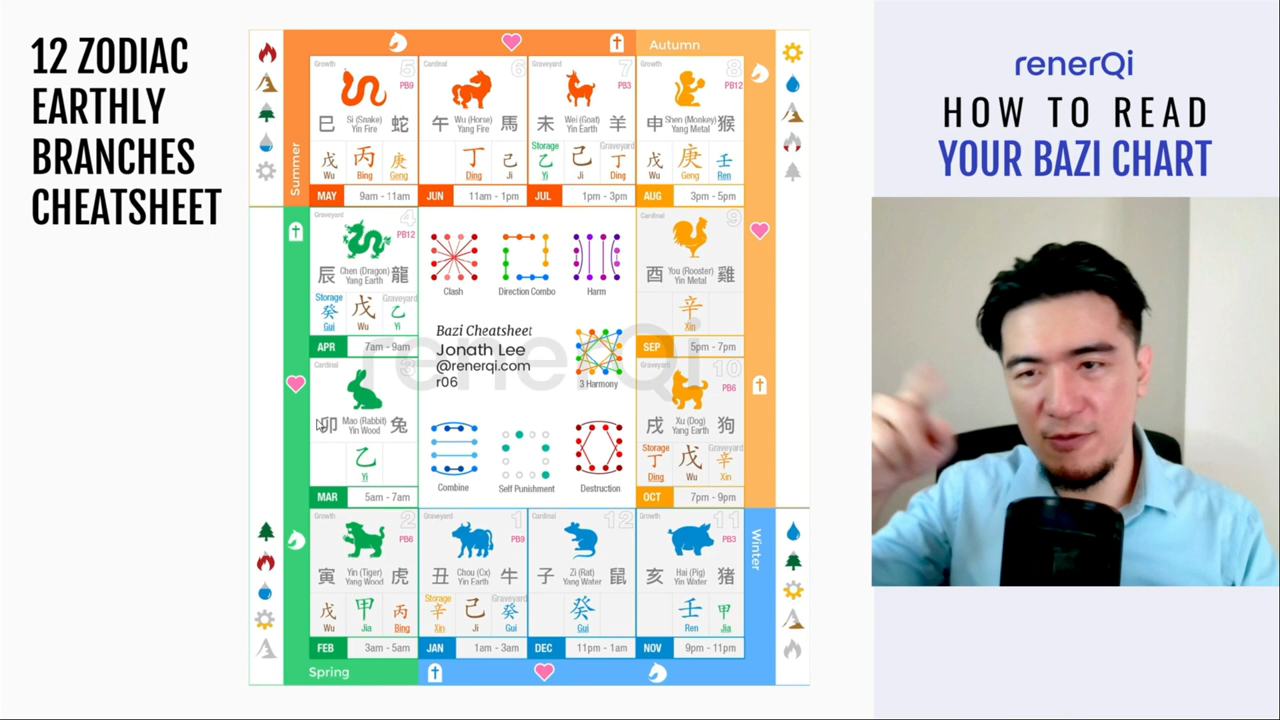 12 ZODIAC
EARTHLY
BRANCHES
CHEATSHEET
renerQi
HOW TO READ
YOUR BAZI CHART
Autumn
Summer
Growth
5
PB9
巳
Si (Snake)
Yin Fire
蛇
戊
Wu
丙
Bing
庚
Geng
MAY
9am - 11am
Cardinal
6
午
Wu (Horse)
Yang Fire
馬
丁
Ding
己
Ji
JUN
11am - 1pm
Graveyard
7
PB3
未
Wei (Goat)
Yin Earth
羊
Storage
乙
Yi
己
Ji
Graveyard
丁
Ding
JUL
1pm - 3pm
Growth
8
PB12
申
Shen (Monkey)
Yang Metal
猴
戊
Wu
庚
Geng
壬
Ren
AUG
3pm - 5pm
Graveyard
4
PB12
辰
Chen (Dragon)
Yang Earth
龍
Storage
癸
Gui
戊
Wu
Graveyard
乙
Yi
APR
7am - 9am
Clash
Direction Combo
Harm
Bazi Cheatsheet
Jonath Lee
@renerqi.com
r06
3 Harmony
Combine
Self Punishment
Destruction
renerQi
Cardinal
9
酉
You (Rooster)
Yin Metal
雞
辛
Xin
SEP
5pm - 7pm
Cardinal
3
卯
Mao (Rabbit)
Yin Wood
兔
乙
Yi
MAR
5am - 7am
Graveyard
10
PB6
戌
Xu (Dog)
Yang Earth
狗
Storage
丁
Ding
戊
Wu
Graveyard
辛
Xin
OCT
7pm - 9pm
Growth
2
PB6
寅
Yin (Tiger)
Yang Wood
虎
戊
Wu
甲
Jia
丙
Bing
FEB
3am - 5am
Graveyard
1
PB9
丑
Chou (Ox)
Yin Earth
牛
Storage
辛
Xin
己
Ji
Graveyard
癸
Gui
JAN
1am - 3am
Cardinal
12
子
Zi (Rat)
Yang Water
鼠
癸
Gui
DEC
11pm - 1am
Growth
11
PB3
亥
Hai (Pig)
Yin Water
猪
壬
Ren
甲
Jia
NOV
9pm - 11pm
Winter
Spring